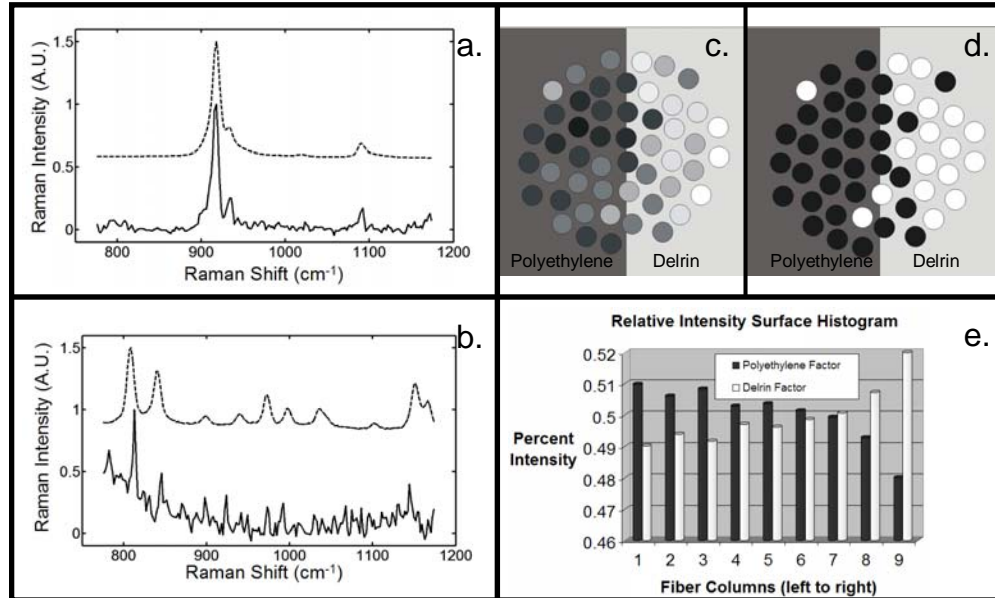 a.
1.5
1
0.5
0
Raman Intensity (A.U.)
800 900 1000 1100 1200
Raman Shift (cm-1)
c.
Polyethylene Delrin
d.
Polyethylene Delrin
b.
1.5
1
0.5
0
Raman Intensity (A.U.)
800 900 1000 1100 1200
Raman Shift (cm-1)
e.
Relative Intensity Surface Histogram
Polyethylene Factor
Delrin Factor
Percent
Intensity
0.52
0.51
0.5
0.49
0.48
0.47
0.46
1 2 3 4 5 6 7 8 9
Fiber Columns (left to right)